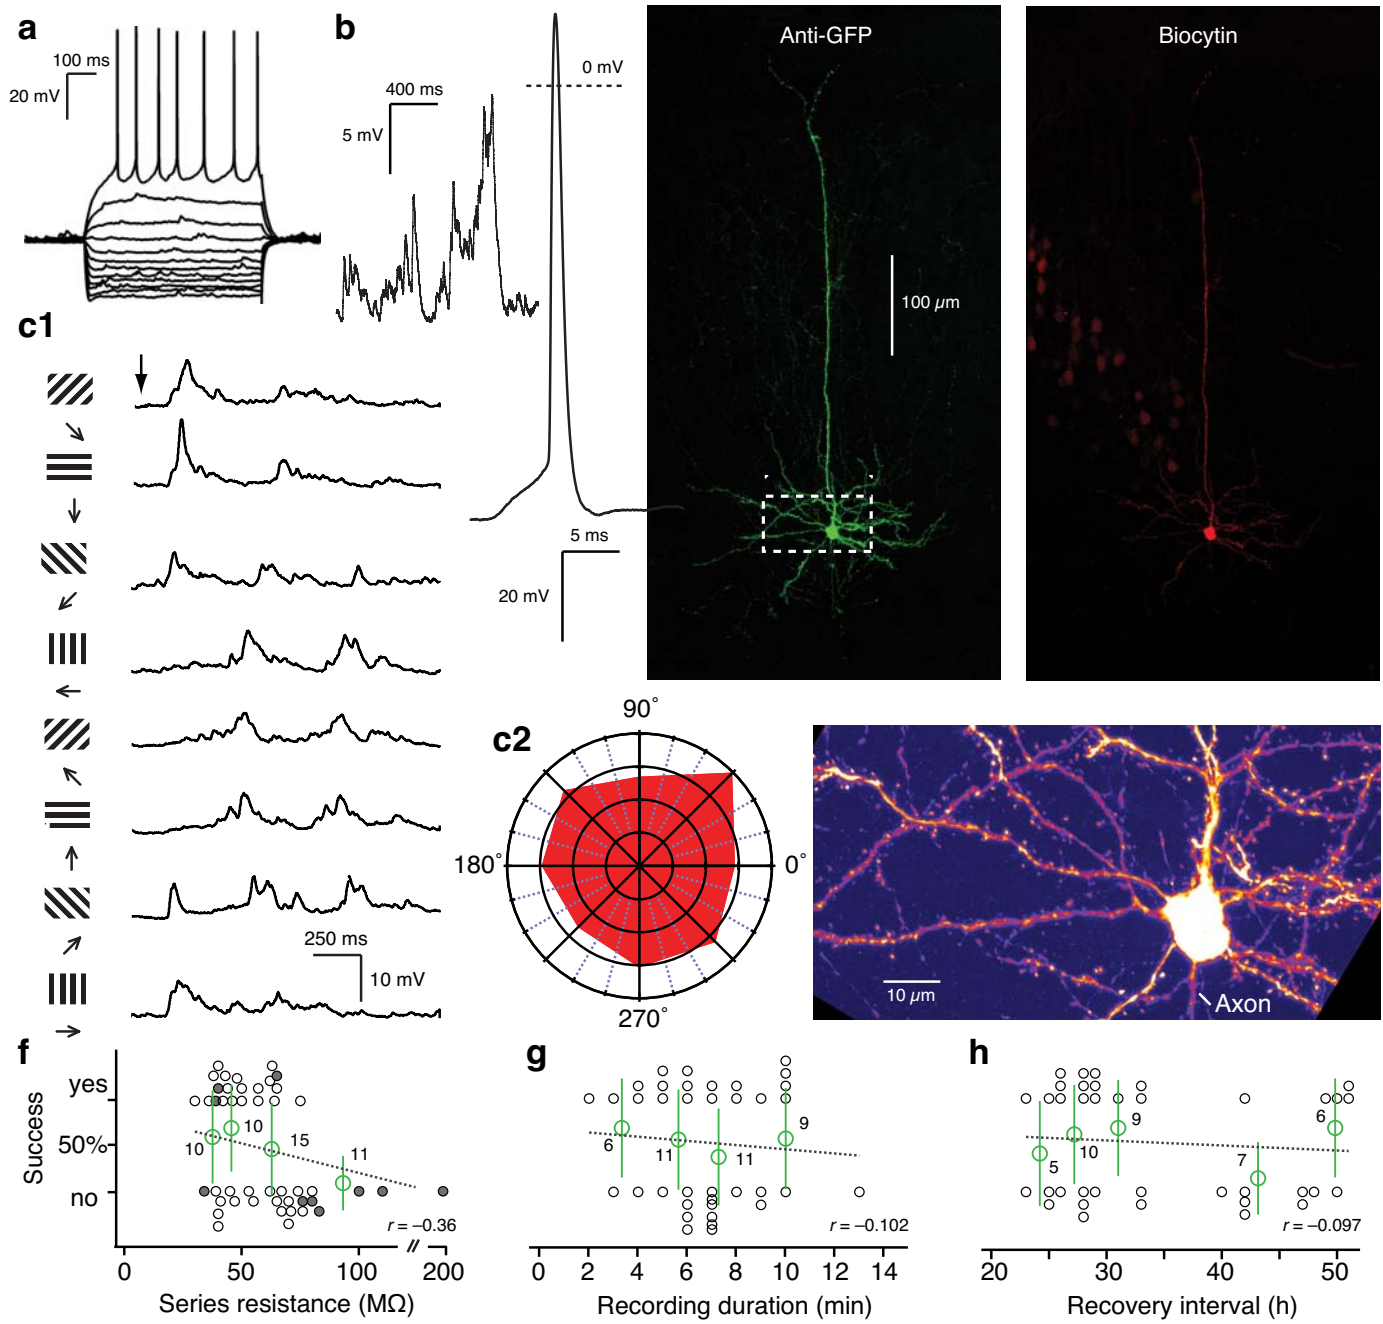 a
100 ms
20 mV
b
400 ms
5 mV
0 mV
5 ms
20 mV
Anti-GFP
100 µm
Biocytin
c1
250 ms
10 mV
c2
90°
180°
0°
270°
10 µm
Axon
f
Success
yes
50%
no
10
10
15
11
r = –0.36
0
50
100
200
Series resistance (MΩ)
g
6
11
11
9
r = –0.102
0 2 4 6 8 10 12 14
Recording duration (min)
h
5
10
9
7
6
r = –0.097
20 30 40 50
Recovery interval (h)